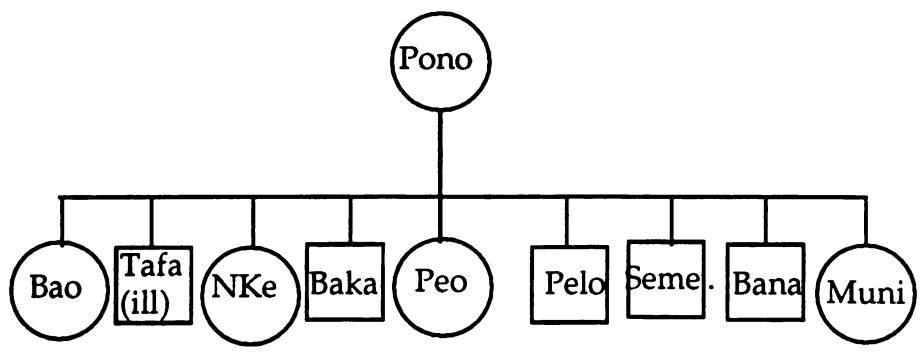 Pono
Bao
Tafa
(ill)
NKe
Baka
Peo
Pelo
Seme.
Bana
Muni